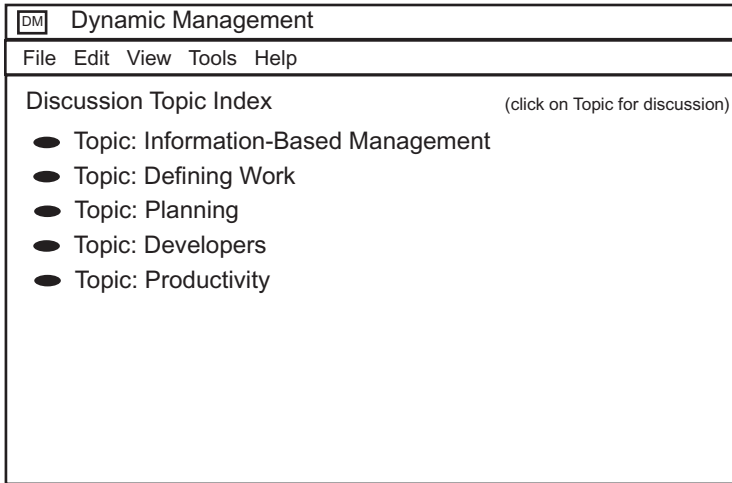 DM Dynamic Management
File Edit View Tools Help
Discussion Topic Index (click on Topic for discussion)
Topic: Information-Based Management
Topic: Defining Work
Topic: Planning
Topic: Developers
Topic: Productivity